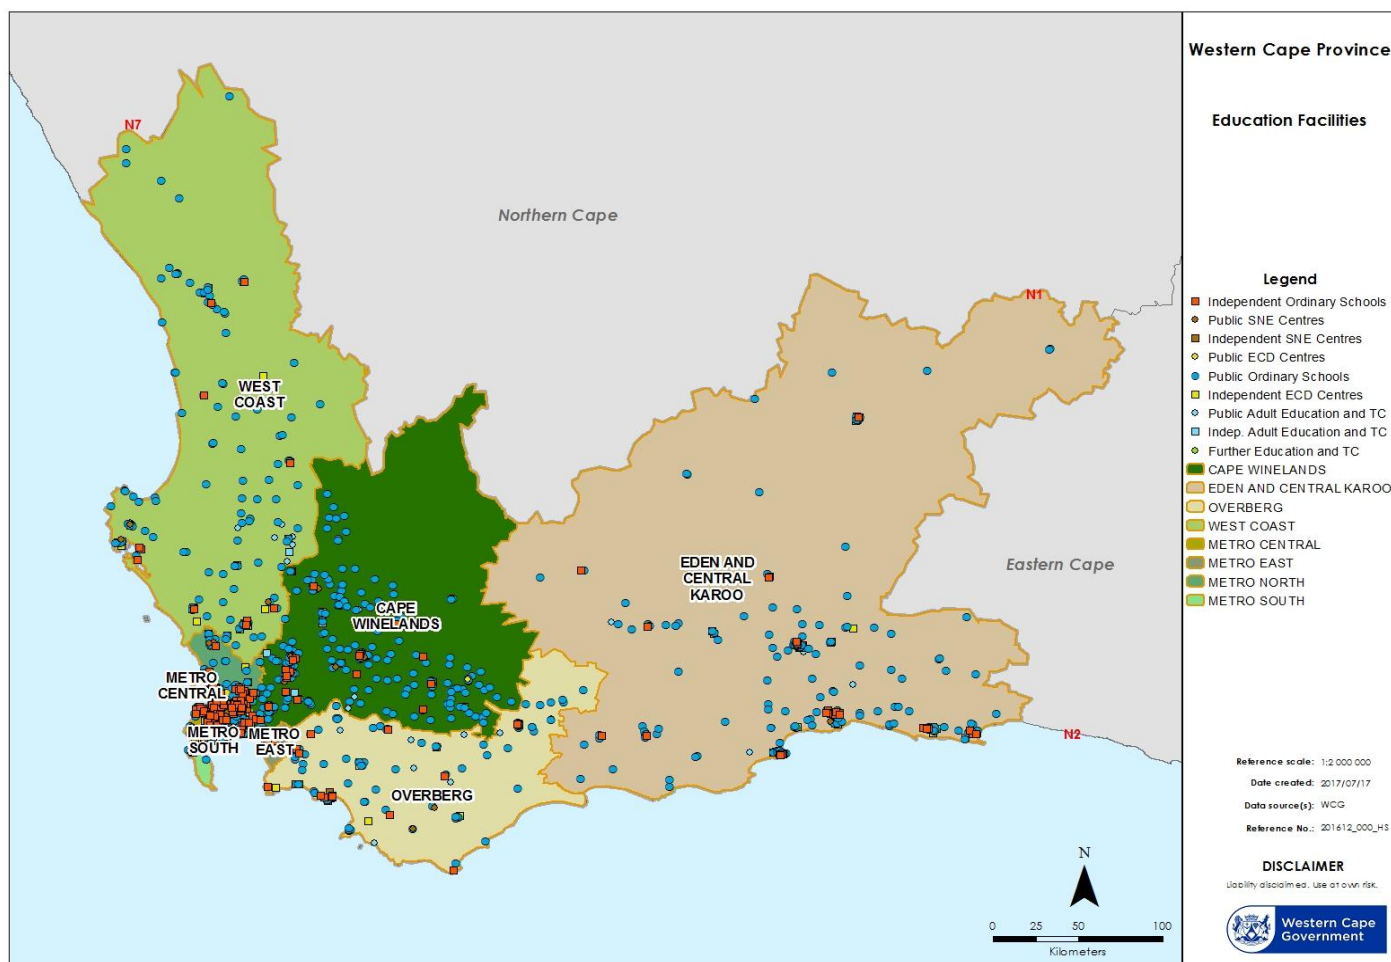 Western Cape Province
Education Facilities
N7
Northern Cape
N1
WEST
COAST
EDEN AND
CENTRAL
KAROO
Eastern Cape
CAPE
WINELANDS
METRO
CENTRAL
METRO
SOUTH
METRO
EAST
OVERBERG
N2
Legend
Independent Ordinary Schools
Public SNE Centres
Independent SNE Centres
Public ECD Centres
Public Ordinary Schools
Independent ECD Centres
Public Adult Education and TC
Indep. Adult Education and TC
Further Education and TC
CAPE WINELANDS
EDEN AND CENTRAL KAROO
OVERBERG
WEST COAST
METRO CENTRAL
METRO EAST
METRO NORTH
METRO SOUTH
Reference scale: 1:2 000 000
Date created: 2017/07/17
Data source(s): WCG
Reference No.: 201612_000_HS
DISCLAIMER
Liability disclaimed. Use at own risk.
N
0 25 50 100
Kilometers
Western Cape
Government